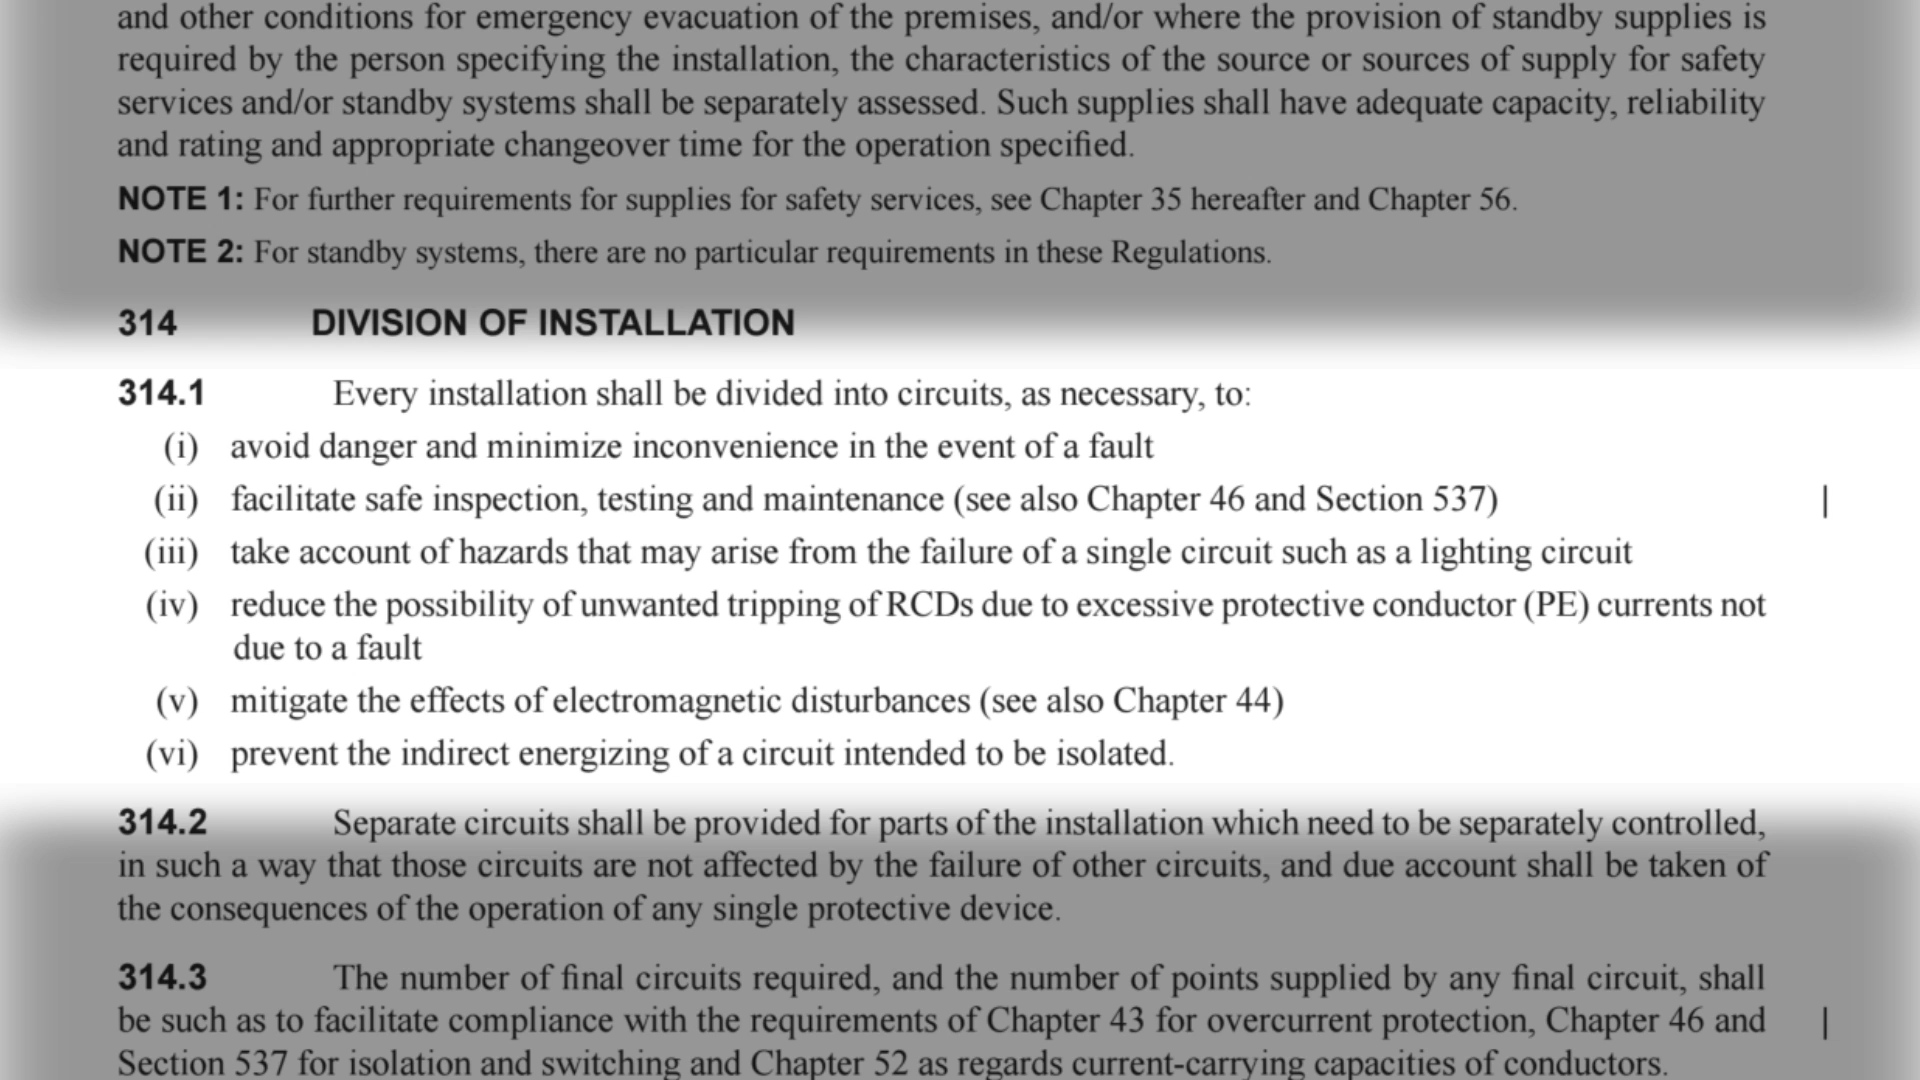 and other conditions for emergency evacuation of the premises, and/or where the provision of standby supplies is
required by the person specifying the installation, the characteristics of the source or sources of supply for safety
services and/or standby systems shall be separately assessed. Such supplies shall have adequate capacity, reliability
and rating and appropriate changeover time for the operation specified.
NOTE 1: For further requirements for supplies for safety services, see Chapter 35 hereafter and Chapter 56.
NOTE 2: For standby systems, there are no particular requirements in these Regulations.
314 DIVISION OF INSTALLATION
314.1 Every installation shall be divided into circuits, as necessary, to:
(i) avoid danger and minimize inconvenience in the event of a fault
(ii) facilitate safe inspection, testing and maintenance (see also Chapter 46 and Section 537) |
(iii) take account of hazards that may arise from the failure of a single circuit such as a lighting circuit
(iv) reduce the possibility of unwanted tripping of RCDs due to excessive protective conductor (PE) currents not
due to a fault
(v) mitigate the effects of electromagnetic disturbances (see also Chapter 44)
(vi) prevent the indirect energizing of a circuit intended to be isolated.
314.2 Separate circuits shall be provided for parts of the installation which need to be separately controlled,
in such a way that those circuits are not affected by the failure of other circuits, and due account shall be taken of
the consequences of the operation of any single protective device.
314.3 The number of final circuits required, and the number of points supplied by any final circuit, shall
be such as to facilitate compliance with the requirements of Chapter 43 for overcurrent protection, Chapter 46 and |
Section 537 for isolation and switching and Chapter 52 as regards current-carrying capacities of conductors.